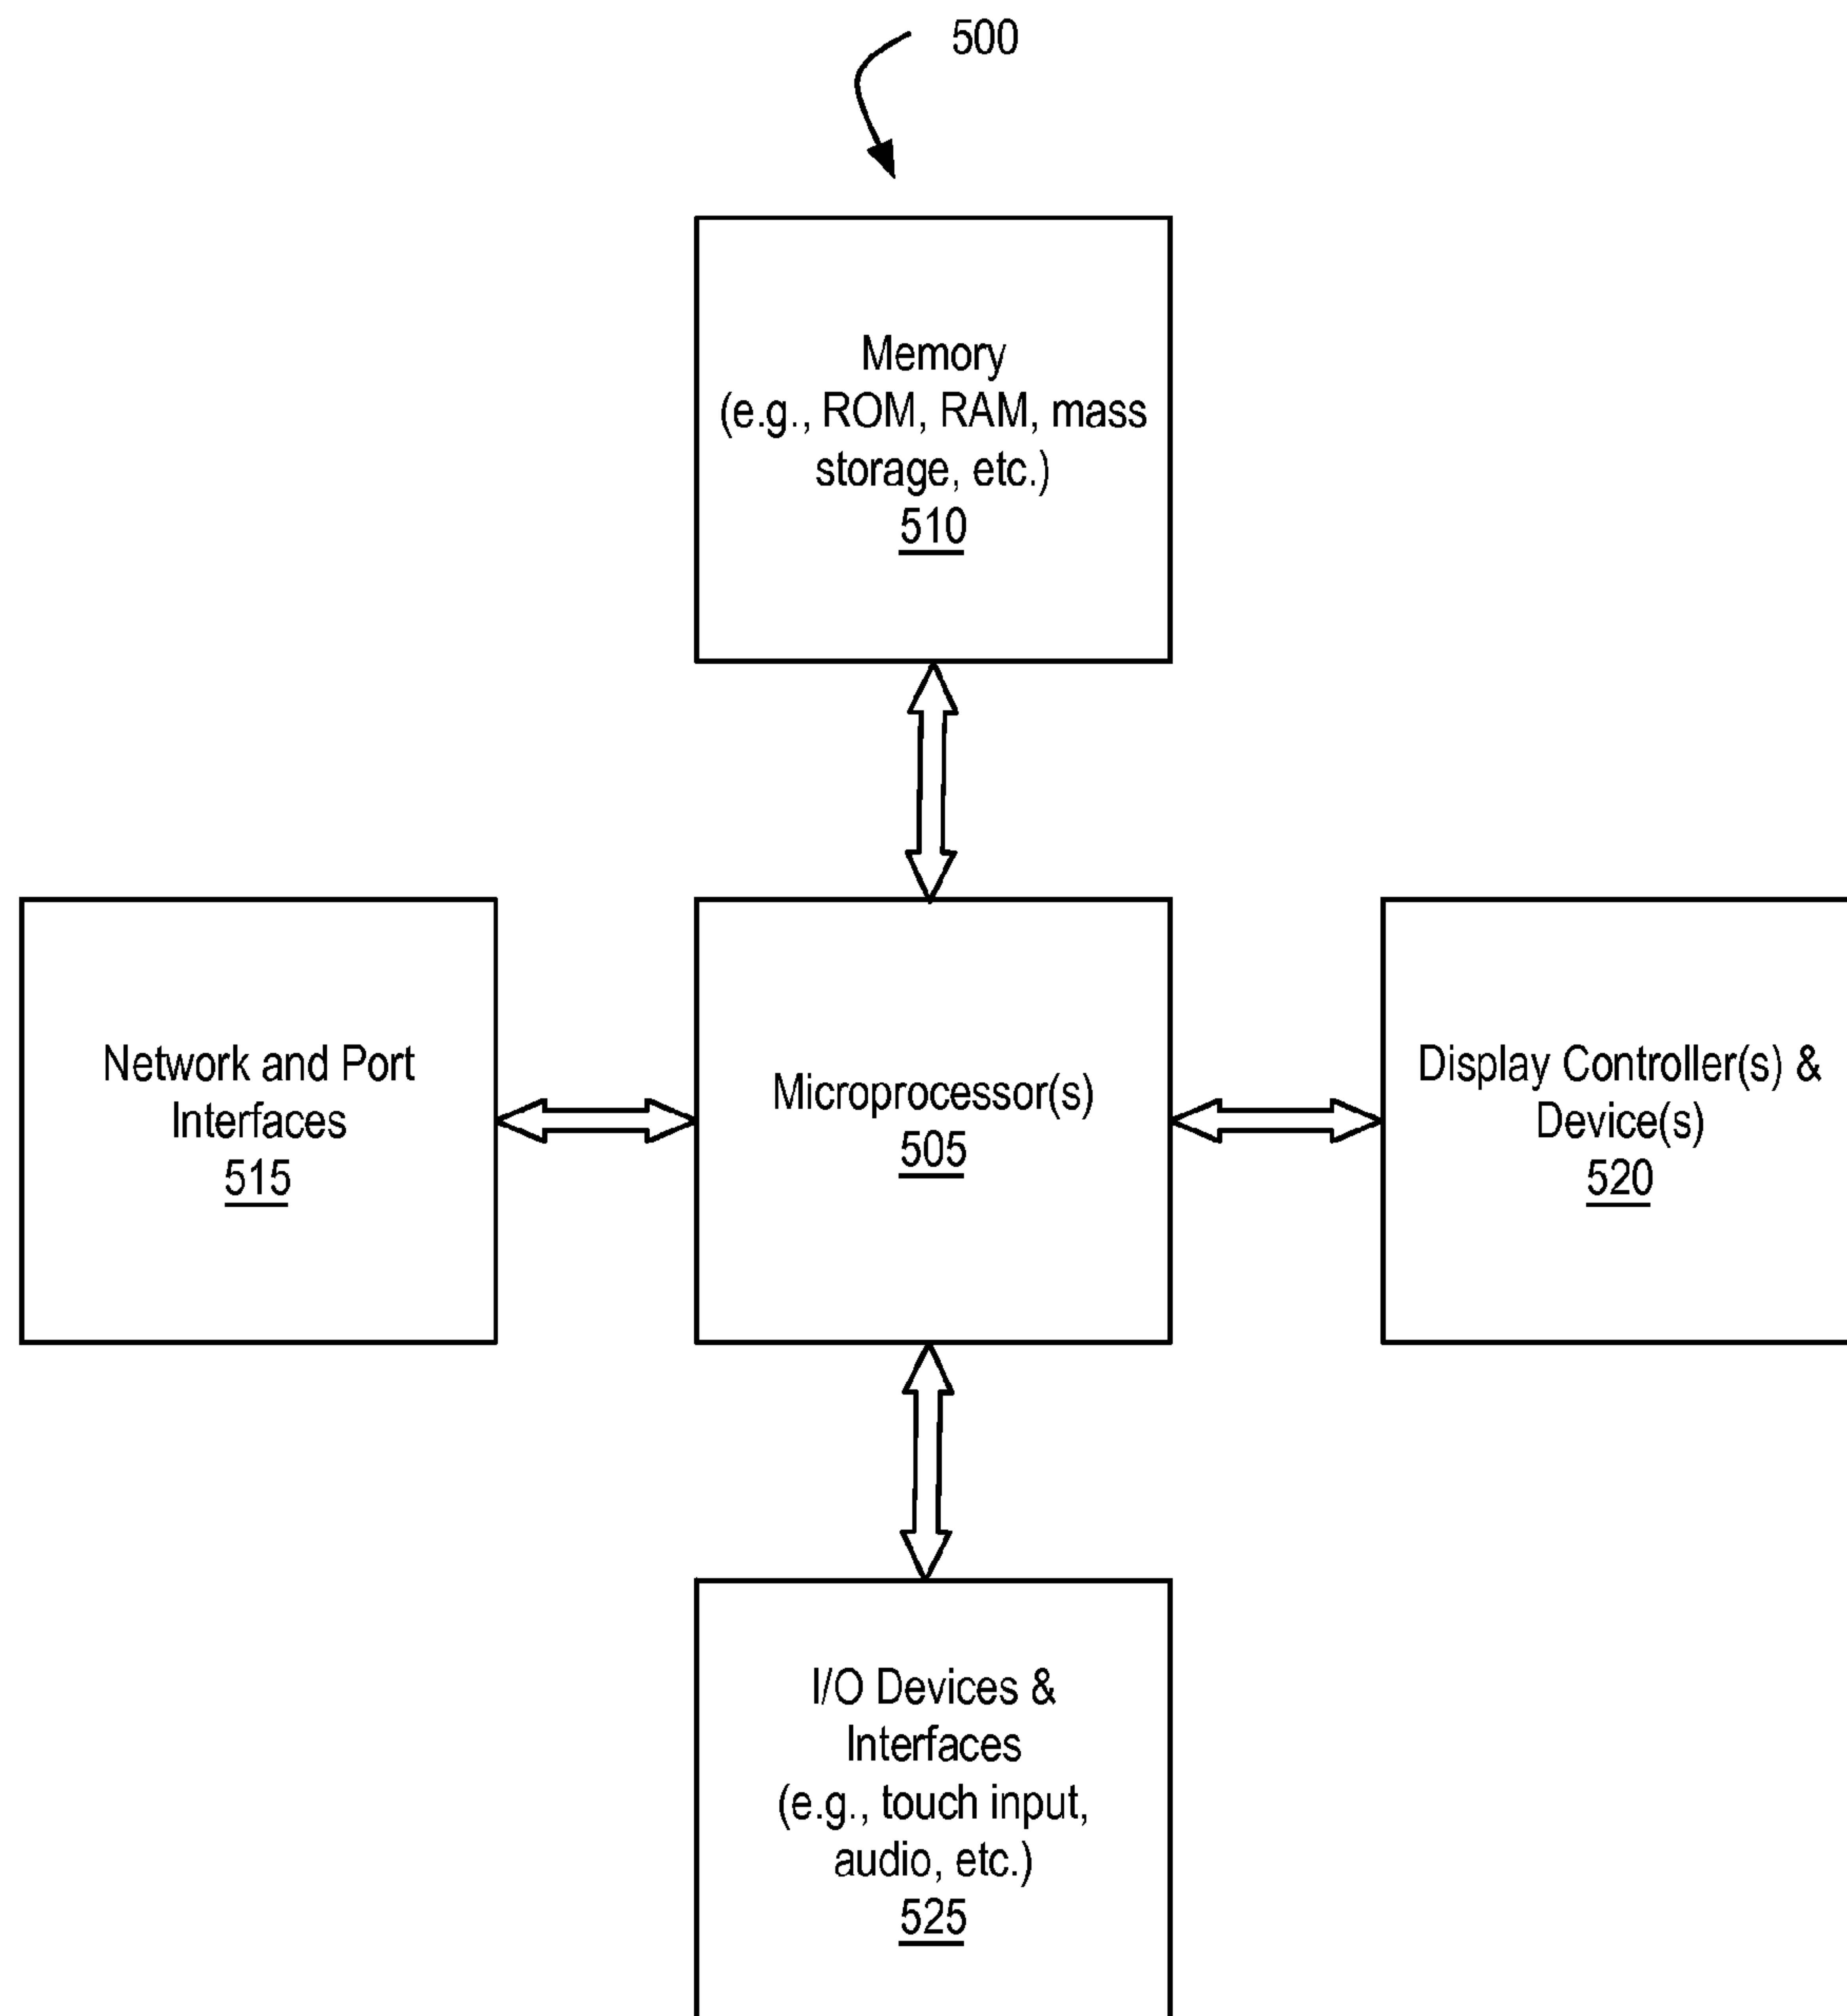 500
Memory
(e.g., ROM, RAM, mass
storage, etc.)
510
Network and Port
Interfaces
515
Microprocessor(s)
505
Display Controller(s) &
Device(s)
520
I/O Devices &
Interfaces
(e.g., touch input,
audio, etc.)
525